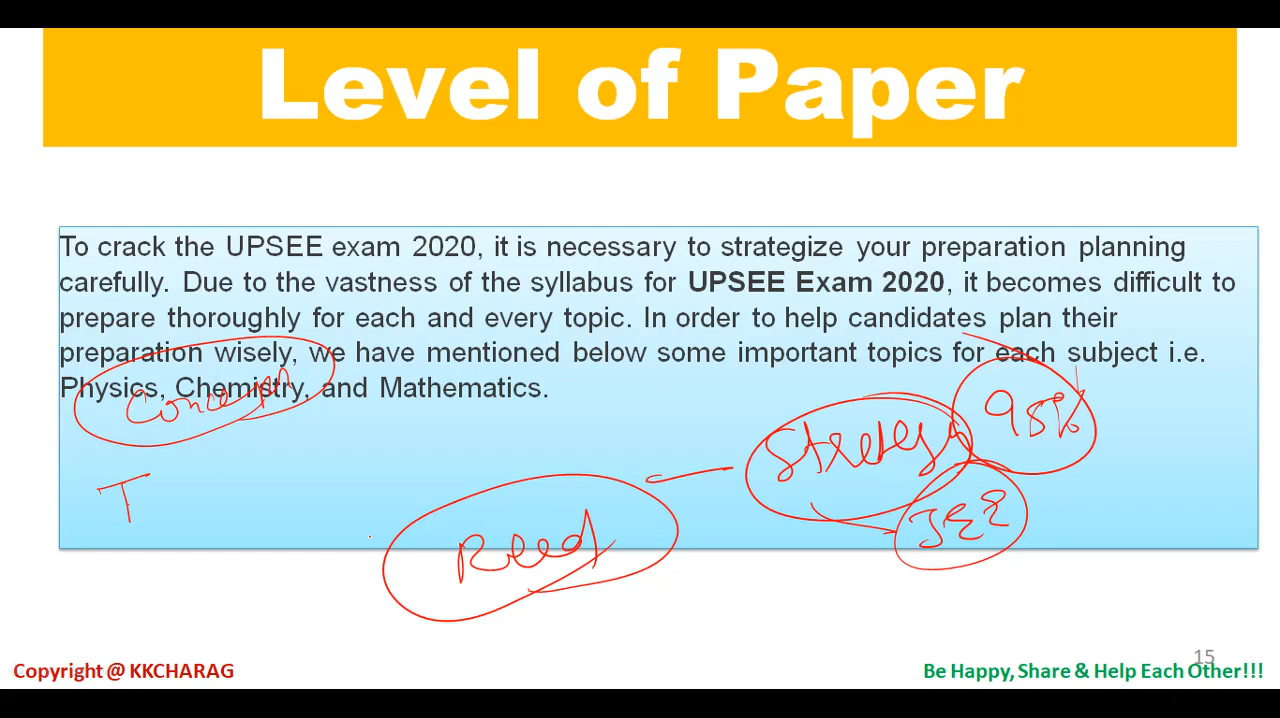 Level of Paper
To crack the UPSEE exam 2020, it is necessary to strategize your preparation planning
carefully. Due to the vastness of the syllabus for UPSEE Exam 2020, it becomes difficult to
prepare thoroughly for each and every topic. In order to help candidates plan their
preparation wisely, we have mentioned below some important topics for each subject i.e.
Physics, Chemistry, and Mathematics.
95%
T
JEE
Read
15
Copyright @ KKCHARAG
Be Happy, Share & Help Each Other!!!